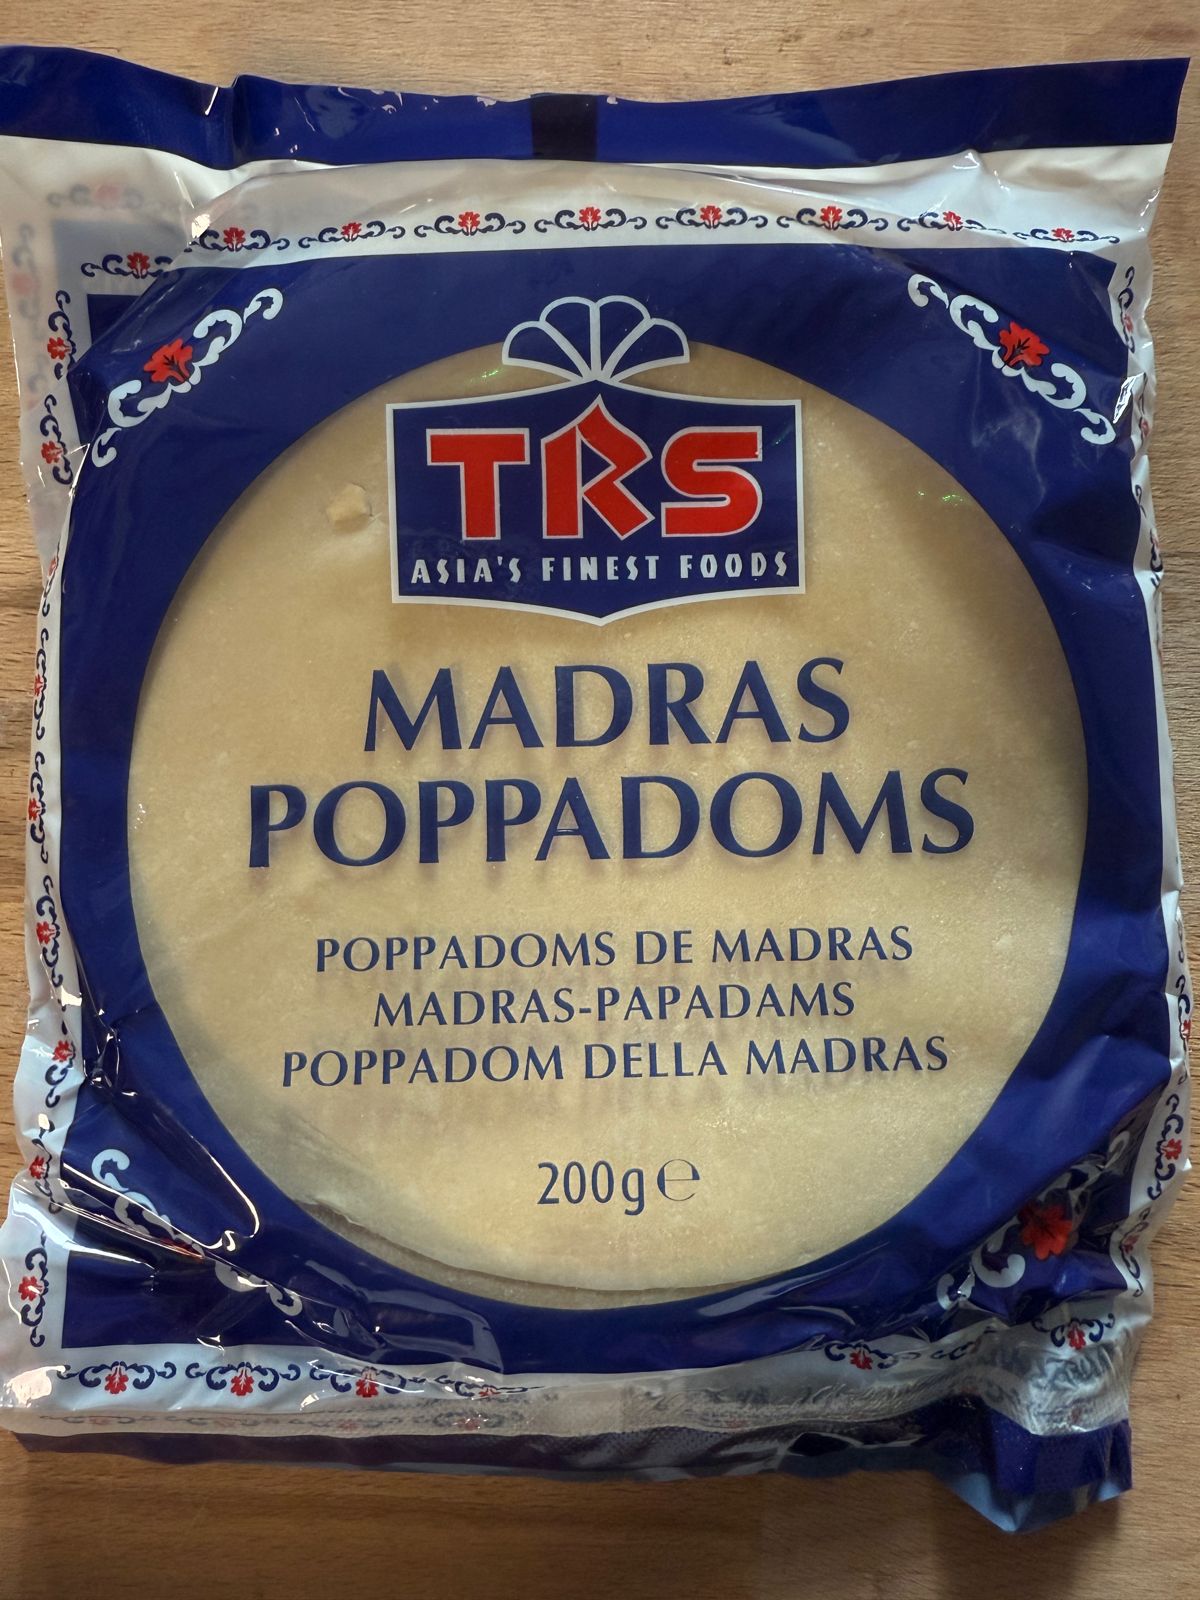 TRS
ASIA'S FINEST FOODS
MADRAS
POPPADOMS
POPPADOMS DE MADRAS
MADRAS-PAPADAMS
POPPADOM DELLA MADRAS
200g ℮